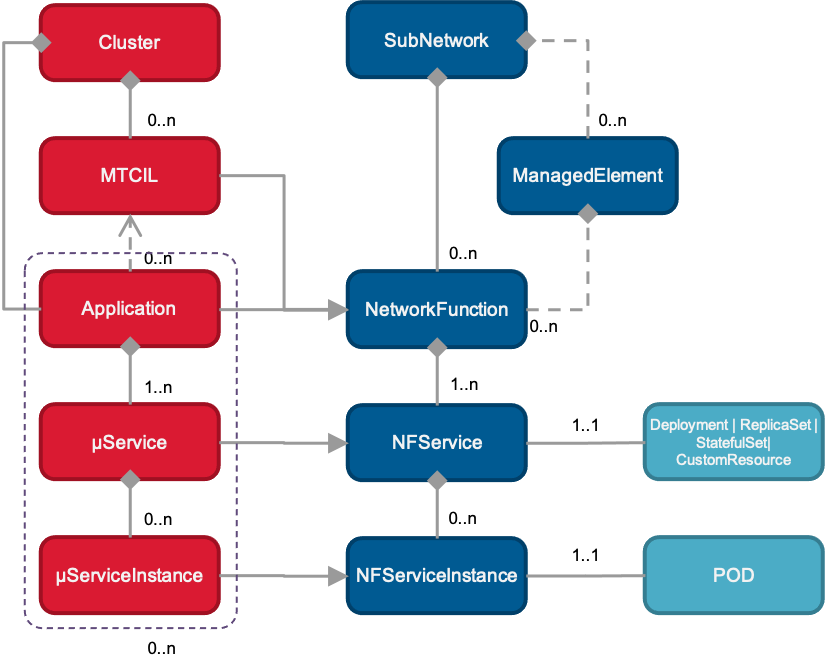 Cluster
SubNetwork
0..n
0..n
MTCIL
ManagedElement
0..n
0..n
Application
NetworkFunction
0..n
1..n
1..n
µService
NFService
1..1
Deployment | ReplicaSet |
StatefulSet|
CustomResource
0..n
0..n
µServiceInstance
NFServiceInstance
1..1
POD
0..n